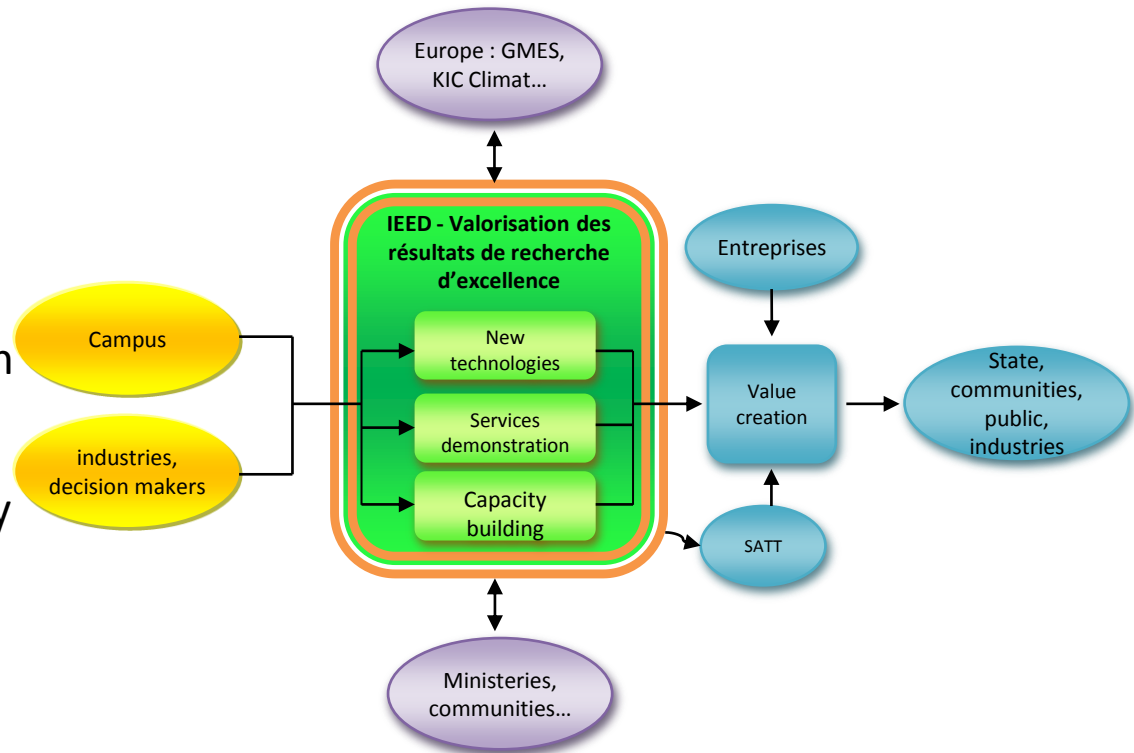 Europe : GMES,
KIC Climat...
IEED - Valorisation des
résultats de recherche
d’excellence
Entreprises
Campus
n
New
technologies
Value
creation
State,
communities,
public,
industries
Services
demonstration
industries,
decision makers
y
Capacity
building
SATT
Ministeries,
communities...